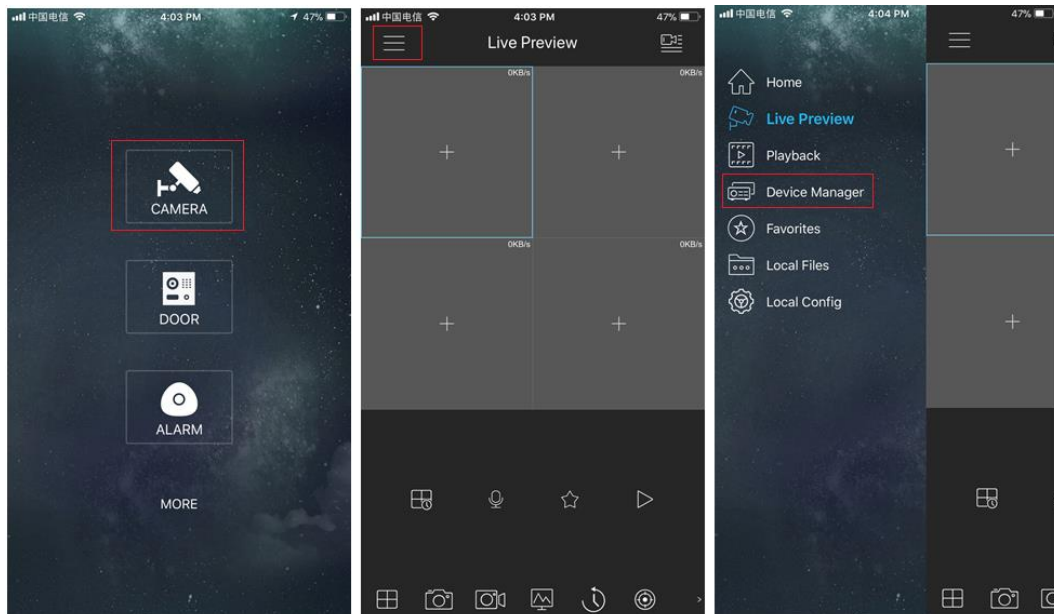 中国电信
4:03 PM
47%
CAMERA
DOOR
ALARM
MORE
中国电信
4:03 PM
47%
Live Preview
0KB/s
0KB/s
0KB/s
0KB/s
中国电信
4:04 PM
47%
Home
Live Preview
Playback
Device Manager
Favorites
Local Files
Local Config